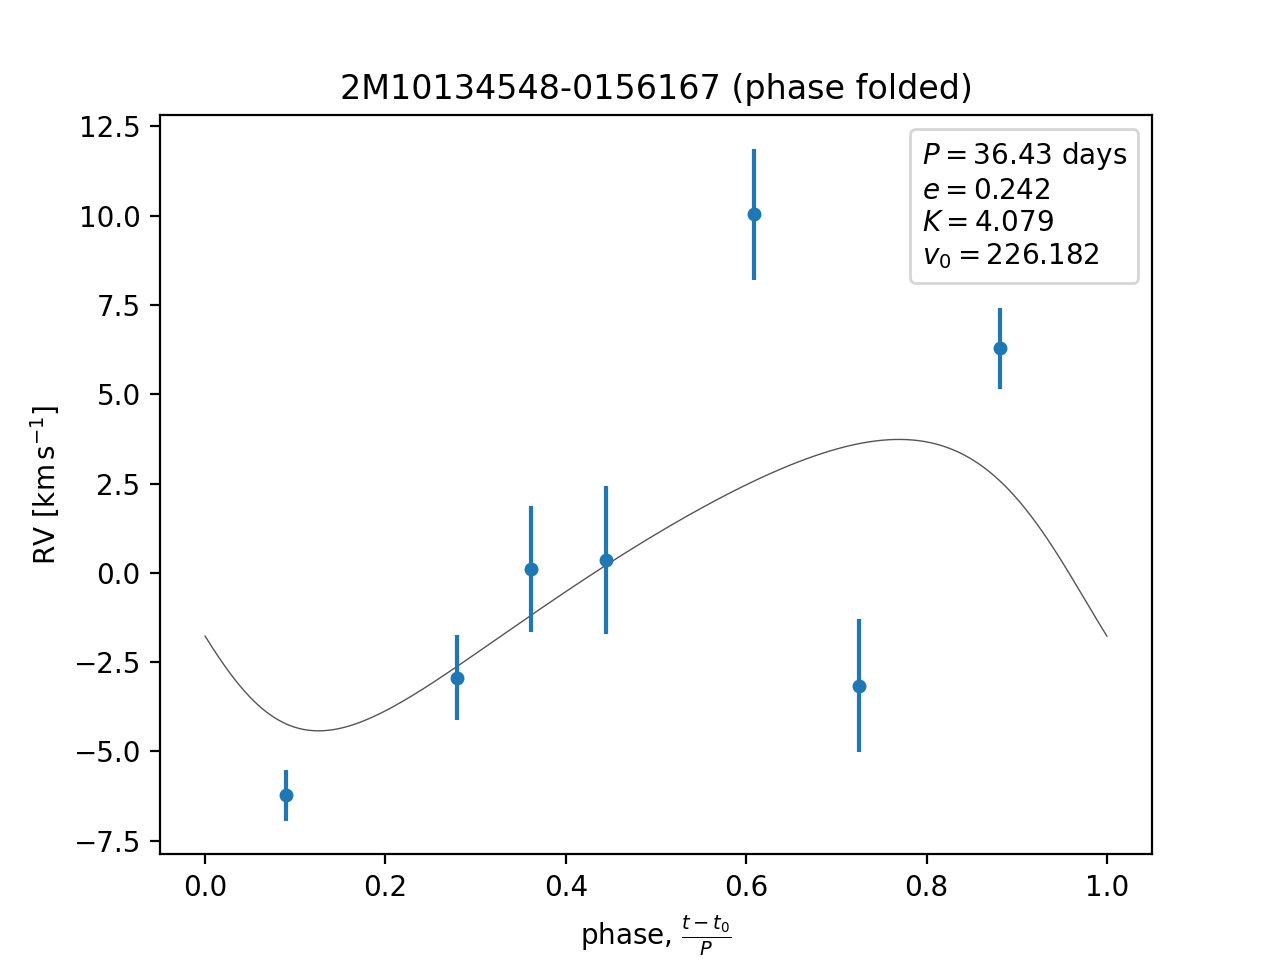 2M10134548-0156167 (phase folded)
P = 36.43 days
e = 0.242
K = 4.079
v₀ = 226.182
12.5
10.0
7.5
5.0
2.5
0.0
−2.5
−5.0
−7.5
RV [km s⁻¹]
0.0 0.2 0.4 0.6 0.8 1.0
phase, (t − t₀)/P